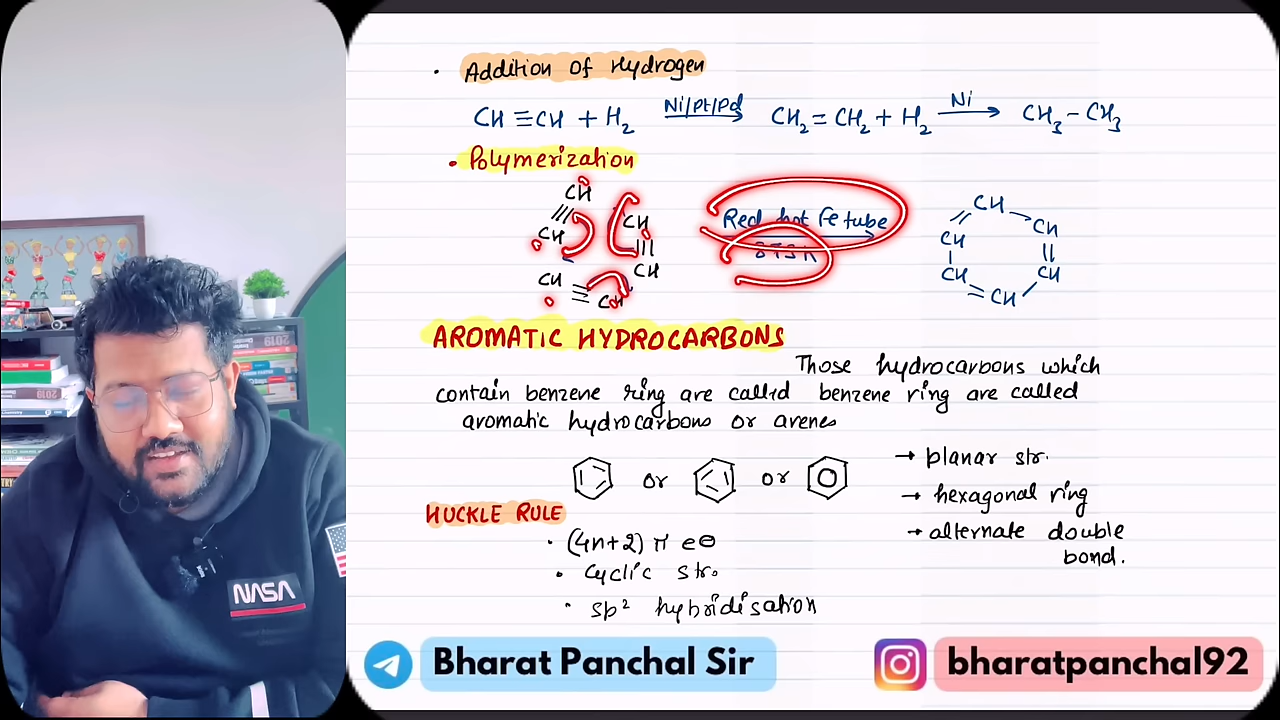 • Addition of Hydrogen
CH≡CH + H₂ Ni/Pt/Pd → CH₂=CH₂ + H₂ Ni → CH₃-CH₃
• Polymerization
CH≡CH CH≡CH CH≡CH Red hot Fe tube 873K CH CH CH CH CH CH
AROMATIC HYDROCARBONS
Those hydrocarbons which
contain benzene ring are called benzene ring are called
aromatic hydrocarbons or arenes
or or
→ planar str.
→ hexagonal ring
→ alternate double
bond.
HUCKLE RULE
• (4n+2) π e⊖
• Cyclic str.
• sp² hybridisation
NASA
2019
Bharat Panchal Sir
bharatpanchal92